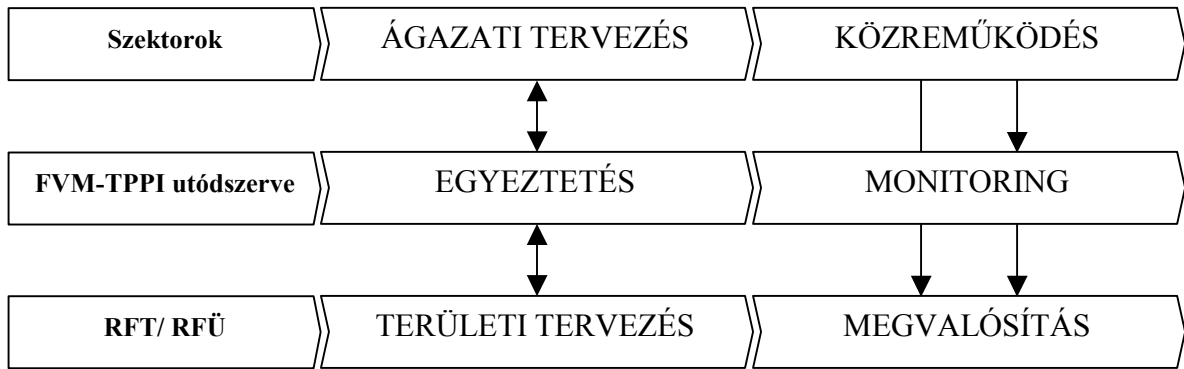 Szektorok
ÁGAZATI TERVEZÉS
KÖZREMŰKÖDÉS
FVM-TPPI utódszerve
EGYEZTETÉS
MONITORING
RFT/ RFÜ
TERÜLETI TERVEZÉS
MEGVALÓSÍTÁS